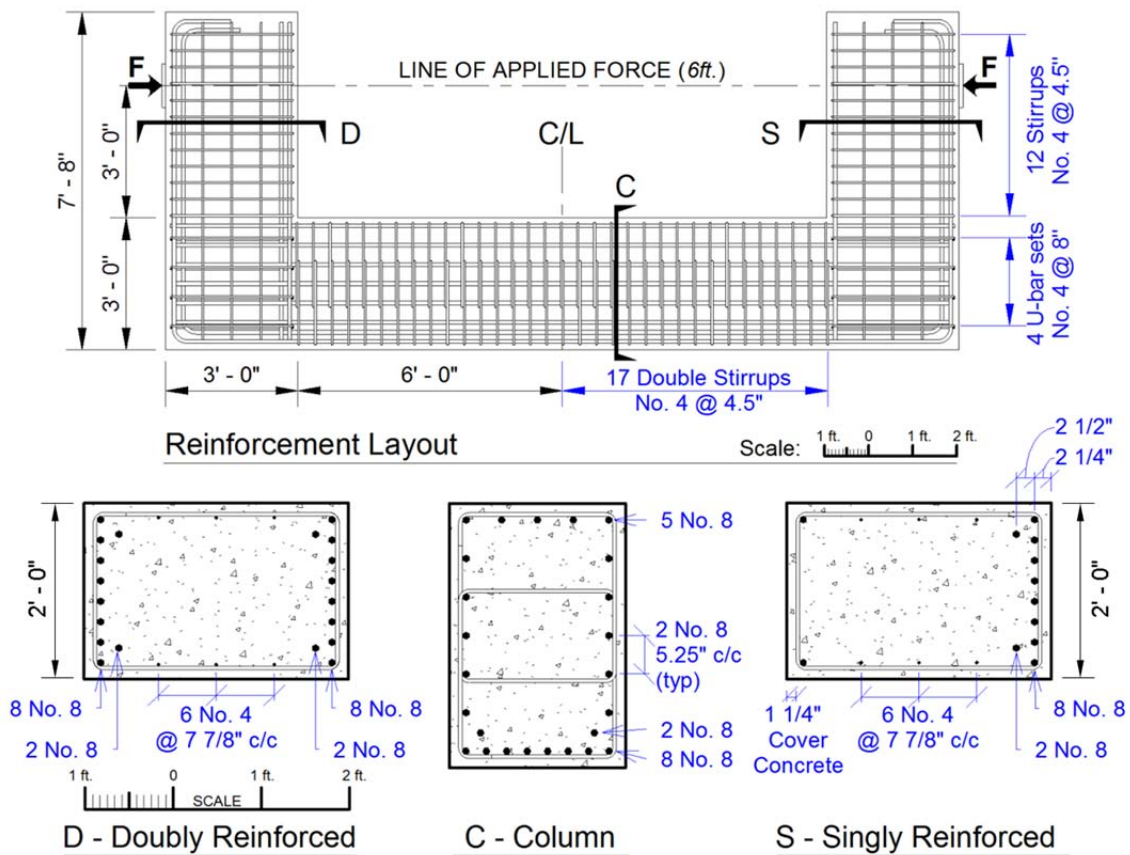 F
LINE OF APPLIED FORCE (6ft.)
F
D
C/L
S
C
7' - 8"
3' - 0"
3' - 0"
12 Stirrups
No. 4 @ 4.5"
4 U-bar sets
No. 4 @ 8"
3' - 0"
6' - 0"
17 Double Stirrups
No. 4 @ 4.5"
Reinforcement Layout
Scale:
1 ft.
0
1 ft.
2 ft.
2 1/2"
2 1/4"
2' - 0"
8 No. 8
2 No. 8
6 No. 4
@ 7 7/8" c/c
8 No. 8
2 No. 8
1 ft.
0
1 ft.
2 ft.
SCALE
D - Doubly Reinforced
5 No. 8
2 No. 8
5.25" c/c
(typ)
2 No. 8
8 No. 8
C - Column
2' - 0"
1 1/4"
Cover
Concrete
6 No. 4
@ 7 7/8" c/c
8 No. 8
2 No. 8
S - Singly Reinforced